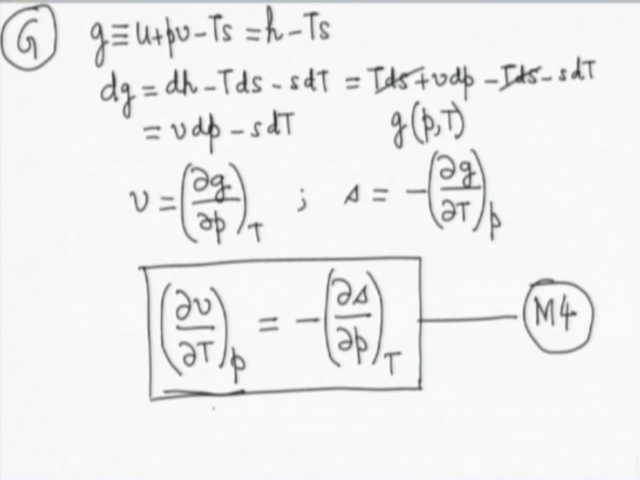 G g ≡ u+pv−Ts = h−Ts
dg = dh − Tds − sdT = Tds + vdp − Tds − sdT
= vdp − sdT g(p,T)
v = (∂g/∂p)_T ; s = −(∂g/∂T)_p
(∂v/∂T)_p = −(∂s/∂p)_T — M4